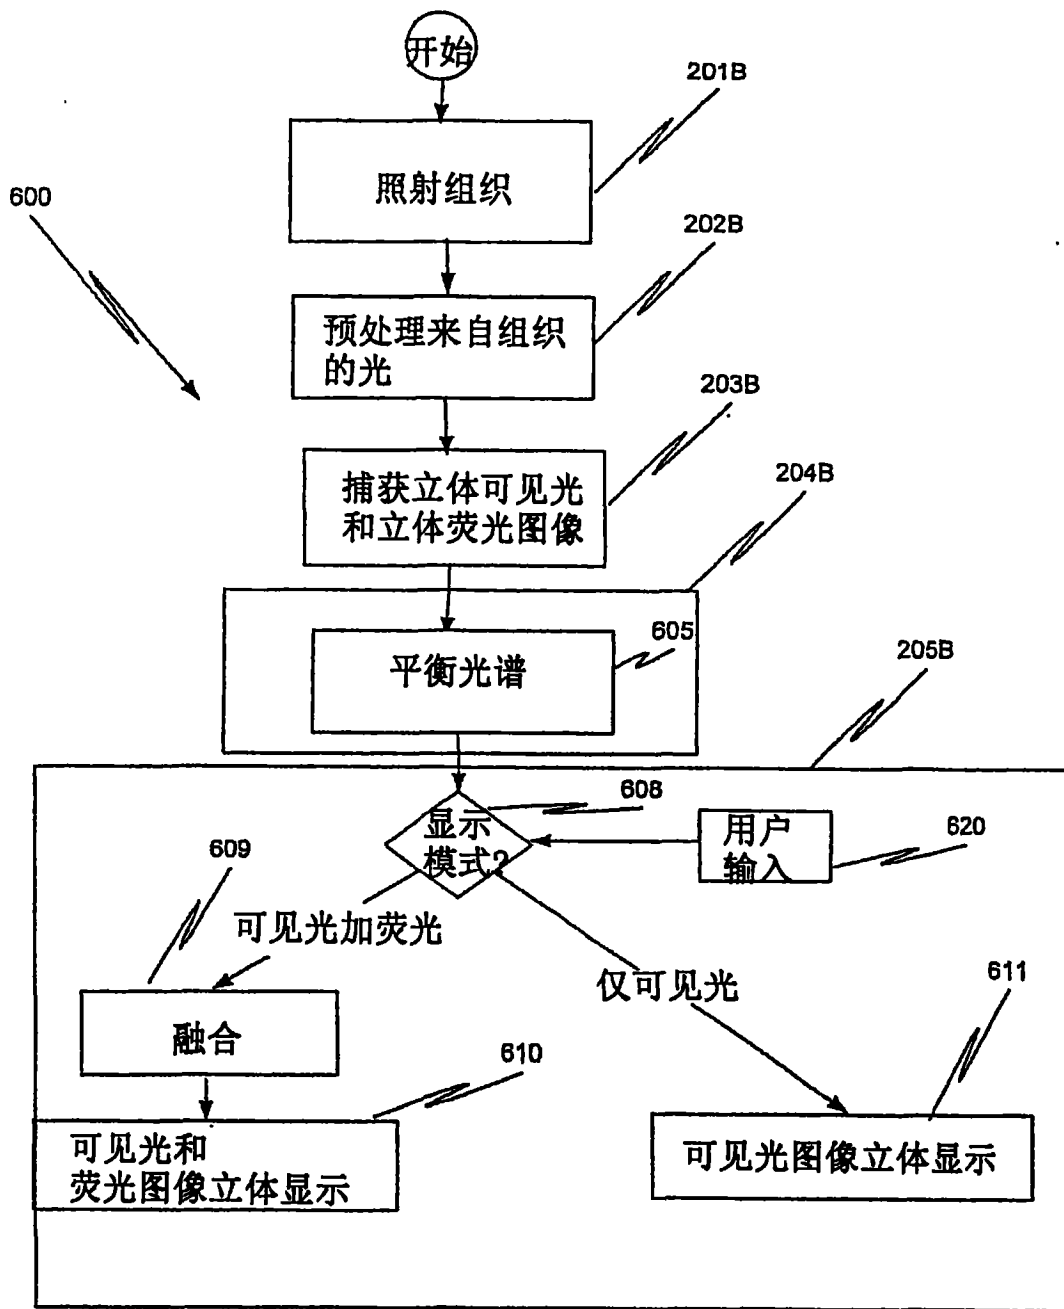 开始
201B
照射组织
600
202B
预处理来自组织
的光
203B
捕获立体可见光
和立体荧光图像
204B
605
平衡光谱
205B
608
显示
模式?
用户
输入
620
609
可见光加荧光
仅可见光
611
融合
610
可见光和
荧光图像立体显示
可见光图像立体显示